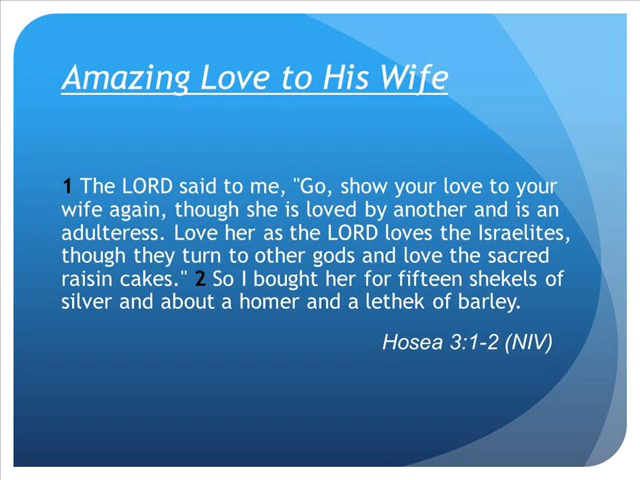 Amazing Love to His Wife
1 The LORD said to me, "Go, show your love to your
wife again, though she is loved by another and is an
adulteress. Love her as the LORD loves the Israelites,
though they turn to other gods and love the sacred
raisin cakes." 2 So I bought her for fifteen shekels of
silver and about a homer and a lethek of barley.
Hosea 3:1-2 (NIV)